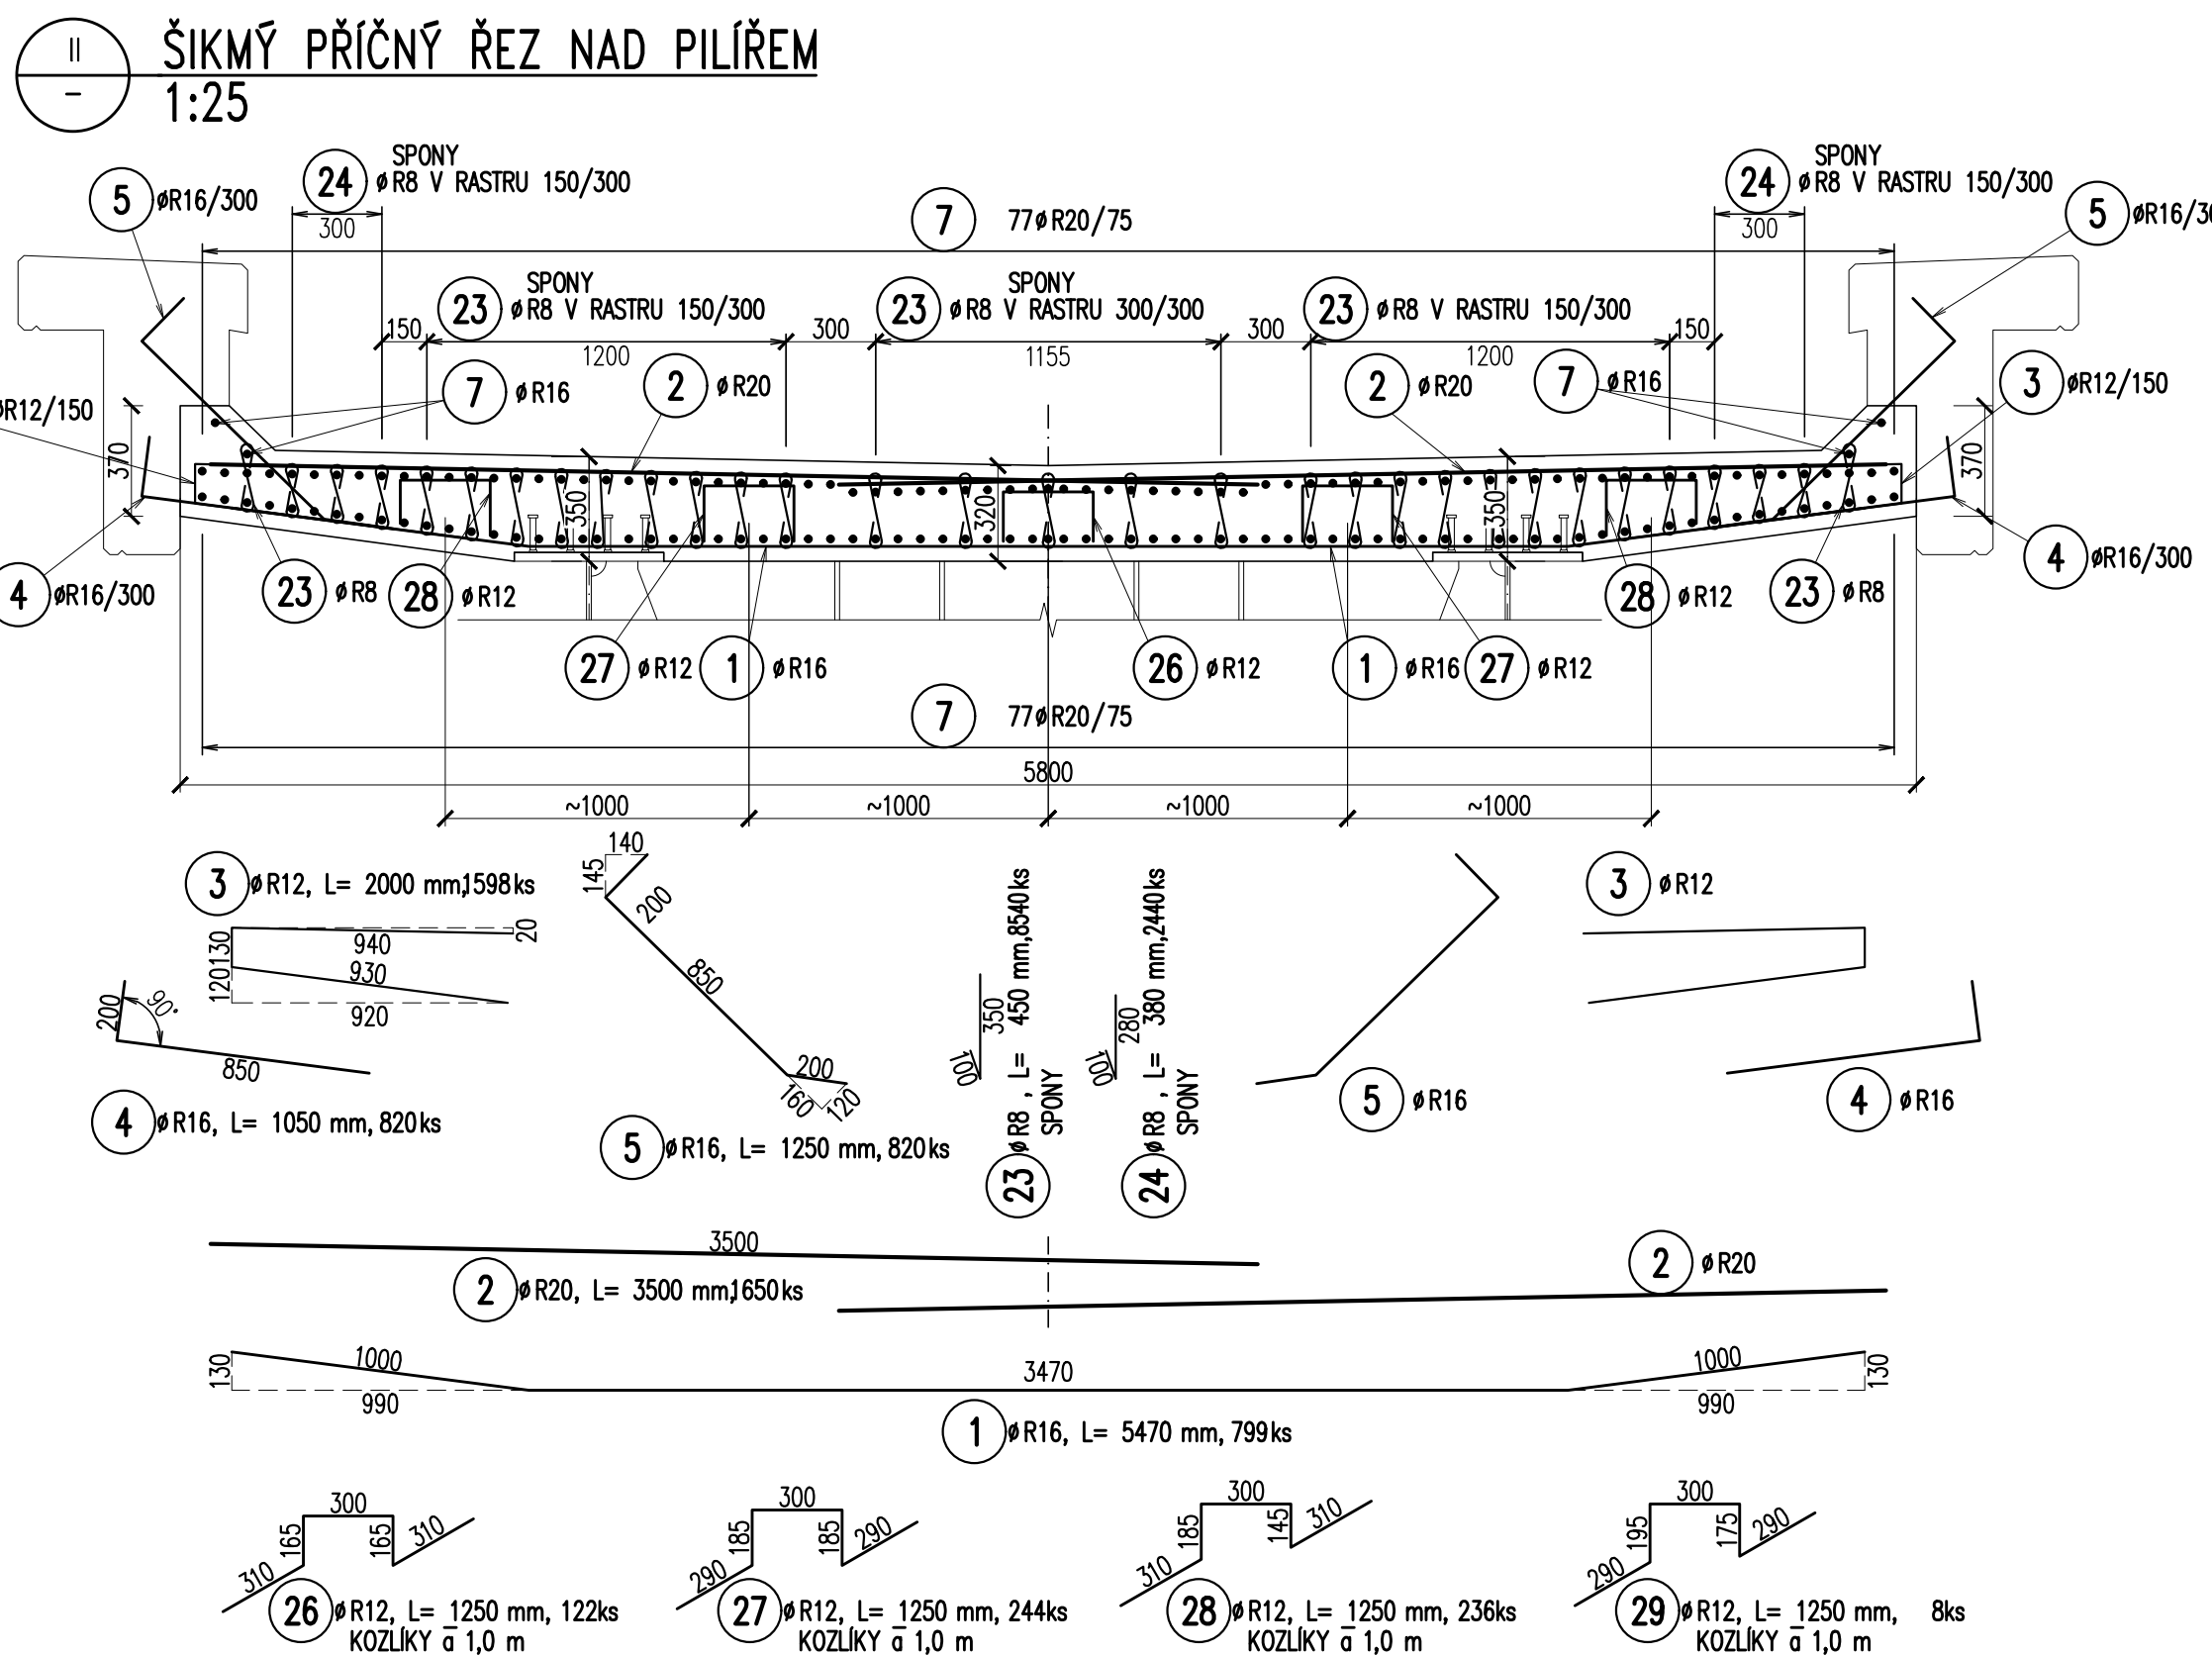 II
ŠIKMÝ PŘÍČNÝ ŘEZ NAD PILÍŘEM
–
1:25
5 øR16/300
24 SPONY
øR8 V RASTRU 150/300
300
7 77øR20/75
24 SPONY
øR8 V RASTRU 150/300
300
5
23 SPONY
øR8 V RASTRU 150/300
23 SPONY
øR8 V RASTRU 300/300
23 SPONY
øR8 V RASTRU 150/300
150
1200
300
1155
300
1200
150
øR12/150
7 øR16
2 øR20
2 øR20
7 øR16
3 øR12/150
370
350
320
350
370
4 øR16/300
23 øR8
28 øR12
28 øR12
23 øR8
4 øR16/300
27 øR12
1 øR16
26 øR12
1 øR16
27 øR12
7 77øR20/75
5800
~1000
~1000
~1000
~1000
3 øR12, L= 2000 mm,1598ks
130
940
20
930
120
920
200
90°
850
4 øR16, L= 1050 mm, 820ks
140
145
200
850
200
160
120
5 øR16, L= 1250 mm, 820ks
350
100
23 øR8 , L= 450 mm,8540ks
SPONY
280
100
24 øR8 , L= 380 mm,2440ks
SPONY
5 øR16
3 øR12
4 øR16
3500
2 øR20, L= 3500 mm,1650ks
2 øR20
130
1000
990
3470
1000
990
130
1 øR16, L= 5470 mm, 799ks
300
165
165
310
310
26 øR12, L= 1250 mm, 122ks
KOZLÍKY ā 1,0 m
300
185
185
290
290
27 øR12, L= 1250 mm, 244ks
KOZLÍKY ā 1,0 m
300
185
145
310
310
28 øR12, L= 1250 mm, 236ks
KOZLÍKY ā 1,0 m
300
195
175
290
290
29 øR12, L= 1250 mm, 8ks
KOZLÍKY ā 1,0 m